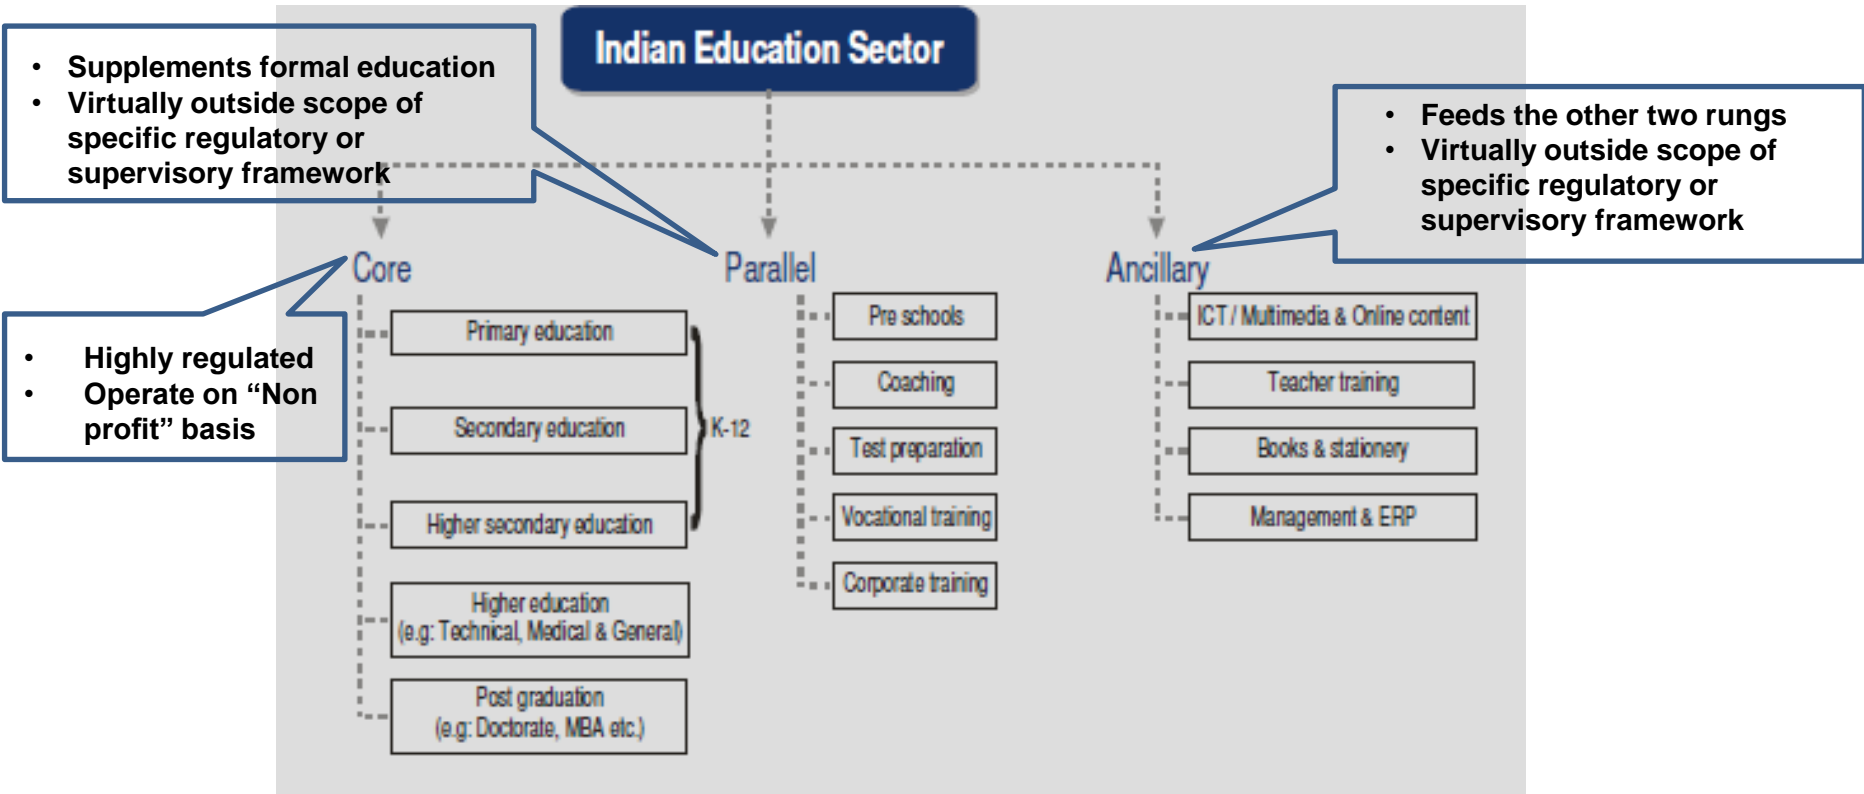 Indian Education Sector
• Supplements formal education
• Virtually outside scope of
specific regulatory or
supervisory framework
• Feeds the other two rungs
• Virtually outside scope of
specific regulatory or
supervisory framework
• Highly regulated
• Operate on “Non
profit” basis
Core
Primary education
Secondary education
Higher secondary education
K-12
Higher education
(e.g: Technical, Medical & General)
Post graduation
(e.g: Doctorate, MBA etc.)
Parallel
Pre schools
Coaching
Test preparation
Vocational training
Corporate training
Ancillary
ICT / Multimedia & Online content
Teacher training
Books & stationery
Management & ERP